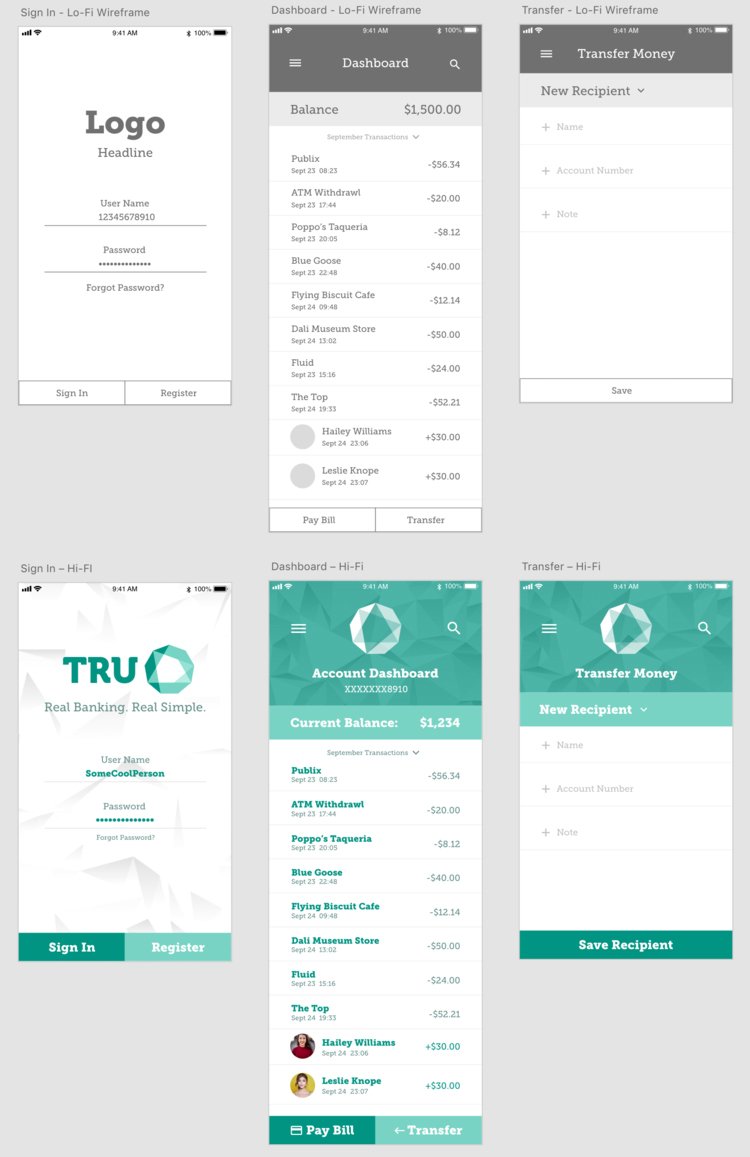 Sign In - Lo-Fi Wireframe
9:41 AM
100%
Logo
Headline
User Name
12345678910
Password
••••••••••••••
Forgot Password?
Sign In
Register
Dashboard - Lo-Fi Wireframe
9:41 AM
100%
Dashboard
Balance $1,500.00
September Transactions
Publix
Sept 23 08:23
-$56.34
ATM Withdrawl
Sept 23 17:44
-$20.00
Poppo's Taqueria
Sept 23 20:05
-$8.12
Blue Goose
Sept 23 22:48
-$40.00
Flying Biscuit Cafe
Sept 24 09:48
-$12.14
Dali Museum Store
Sept 24 13:02
-$50.00
Fluid
Sept 23 15:16
-$24.00
The Top
Sept 24 19:33
-$52.21
Hailey Williams
Sept 24 23:06
+$30.00
Leslie Knope
Sept 24 23:07
+$30.00
Pay Bill
Transfer
Transfer - Lo-Fi Wireframe
9:41 AM
100%
Transfer Money
New Recipient
+ Name
+ Account Number
+ Note
Save
Sign In – Hi-FI
9:41 AM
100%
TRU
Real Banking. Real Simple.
User Name
SomeCoolPerson
Password
••••••••••••••
Forgot Password?
Sign In
Register
Dashboard – Hi-Fi
9:41 AM
100%
Account Dashboard
XXXXXXX8910
Current Balance: $1,234
September Transactions
Publix
Sept 23 08:23
-$56.34
ATM Withdrawl
Sept 23 17:44
-$20.00
Poppo's Taqueria
Sept 23 20:05
-$8.12
Blue Goose
Sept 23 22:48
-$40.00
Flying Biscuit Cafe
Sept 24 09:48
-$12.14
Dali Museum Store
Sept 24 13:02
-$50.00
Fluid
Sept 23 15:16
-$24.00
The Top
Sept 24 19:33
-$52.21
Hailey Williams
Sept 24 23:06
+$30.00
Leslie Knope
Sept 24 23:07
+$30.00
Pay Bill
←Transfer
Transfer – Hi-Fi
9:41 AM
100%
Transfer Money
New Recipient
+ Name
+ Account Number
+ Note
Save Recipient